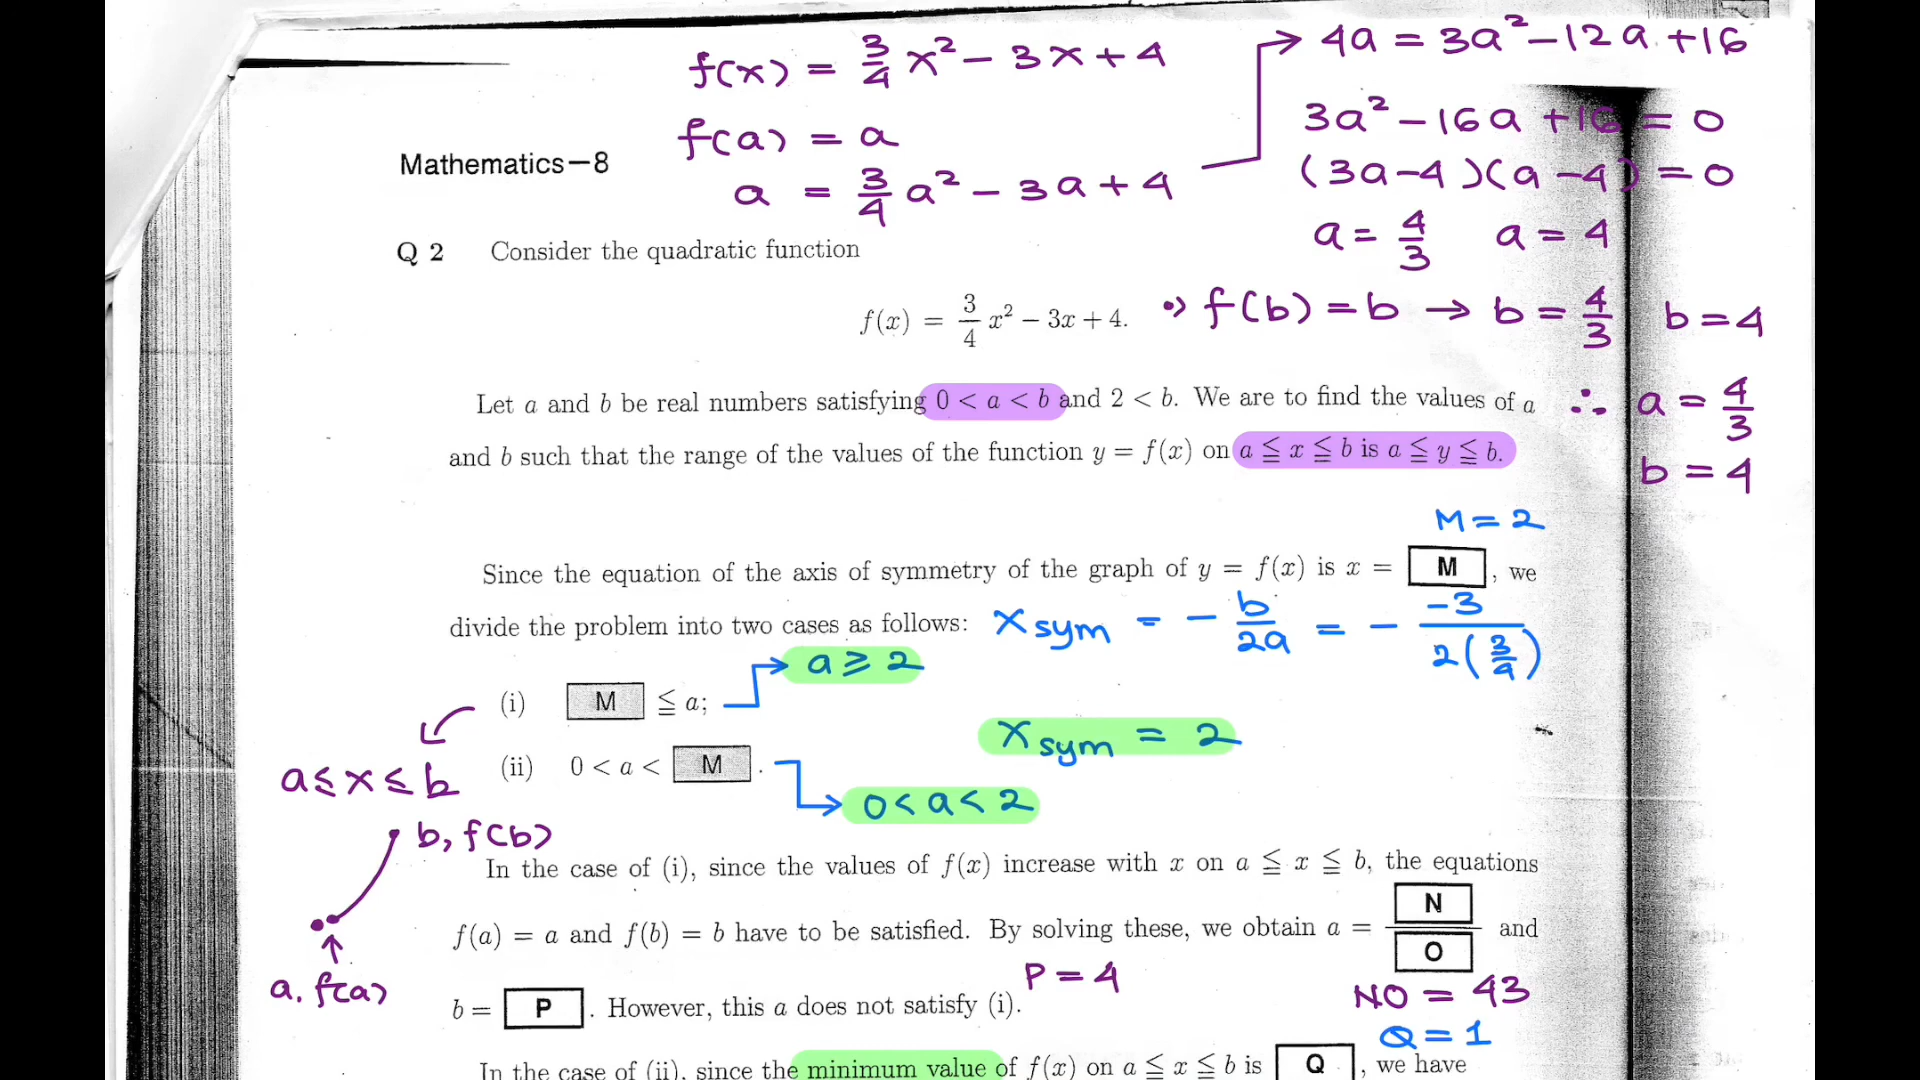 f(x) = 3/4 x² − 3x + 4
f(a) = a
a = 3/4 a² − 3a + 4
4a = 3a² − 12a + 16
3a² − 16a + 16 = 0
(3a−4)(a−4) = 0
a = 4/3   a = 4
Mathematics−8
Q 2 Consider the quadratic function
f(x) = 3/4 x² − 3x + 4.
•) f(b) = b → b = 4/3   b = 4
Let a and b be real numbers satisfying 0 < a < b and 2 < b. We are to find the values of a
∴ a = 4/3
and b such that the range of the values of the function y = f(x) on a ≦ x ≦ b is a ≦ y ≦ b.
b = 4
M = 2
Since the equation of the axis of symmetry of the graph of y = f(x) is x = M , we
divide the problem into two cases as follows:
x sym = − b/2a = − −3/2(3/4)
a ⩾ 2
(i) M ≦ a;
x sym = 2
(ii) 0 < a < M .
0 < a < 2
a ≤ x ≤ b
b, f(b)
In the case of (i), since the values of f(x) increase with x on a ≦ x ≦ b, the equations
f(a) = a and f(b) = b have to be satisfied. By solving these, we obtain a = N/O and
a, f(a)
P = 4
NO = 43
b = P . However, this a does not satisfy (i).
Q = 1
In the case of (ii), since the minimum value of f(x) on a ≦ x ≦ b is Q , we have